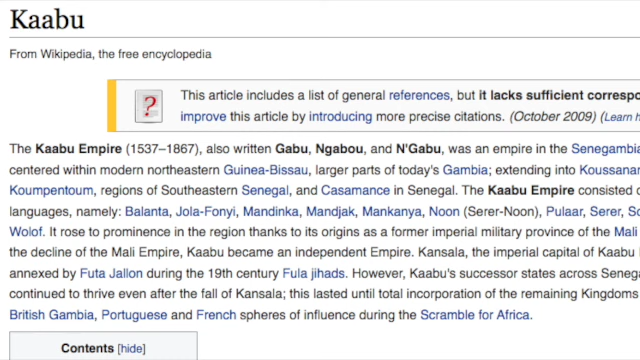 Kaabu
From Wikipedia, the free encyclopedia
This article includes a list of general references, but it lacks sufficient
improve this article by introducing more precise citations. (October 2009) (Learn
The Kaabu Empire (1537–1867), also written Gabu, Ngabou, and N'Gabu, was an empire in the Senegambia
centered within modern northeastern Guinea-Bissau, larger parts of today's Gambia; extending into Koussanar
Koumpentoum, regions of Southeastern Senegal, and Casamance in Senegal. The Kaabu Empire consisted
languages, namely: Balanta, Jola-Fonyi, Mandinka, Mandjak, Mankanya, Noon (Serer-Noon), Pulaar, Serer,
Wolof. It rose to prominence in the region thanks to its origins as a former imperial military province of the Mali
the decline of the Mali Empire, Kaabu became an independent Empire. Kansala, the imperial capital of Kaabu
annexed by Futa Jallon during the 19th century Fula jihads. However, Kaabu's successor states across
continued to thrive even after the fall of Kansala; this lasted until total incorporation of the remaining Kingdoms
British Gambia, Portuguese and French spheres of influence during the Scramble for Africa.
Contents [hide]